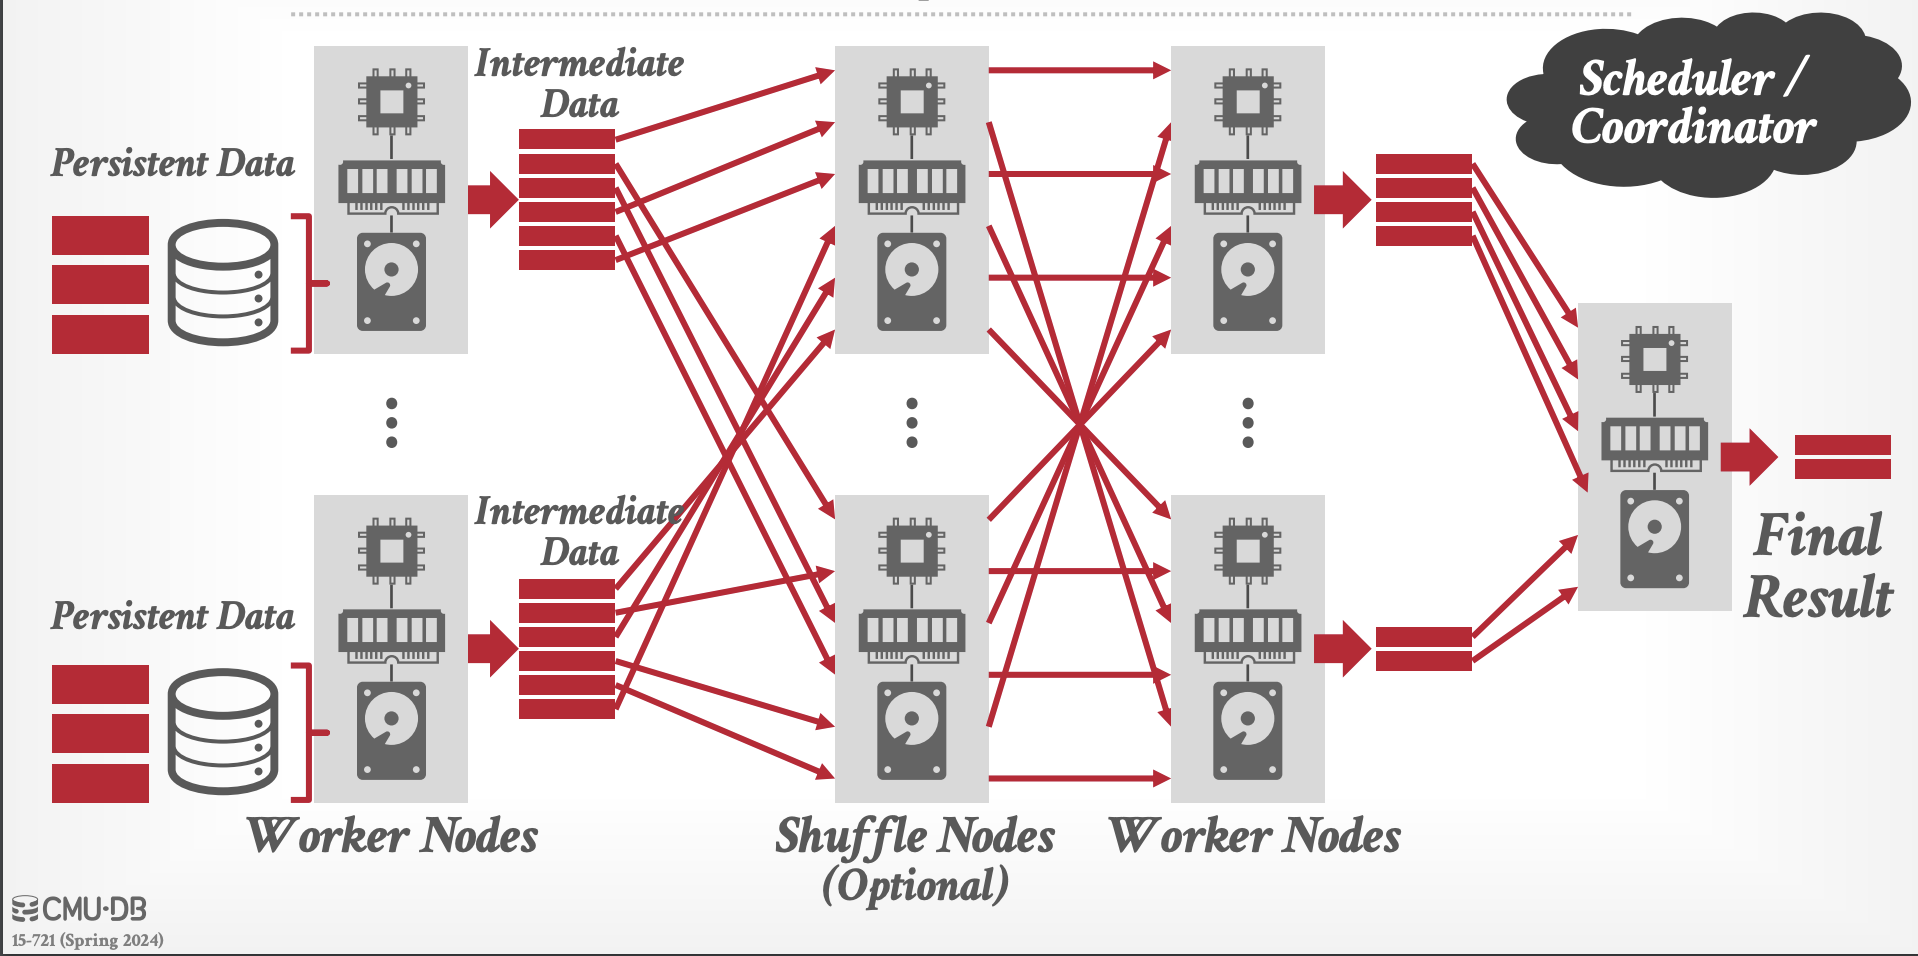 Intermediate
Data
Scheduler /
Coordinator
Persistent Data
Intermediate
Data
Final
Result
Persistent Data
Worker Nodes
Shuffle Nodes
(Optional)
Worker Nodes
CMU·DB
15-721 (Spring 2024)